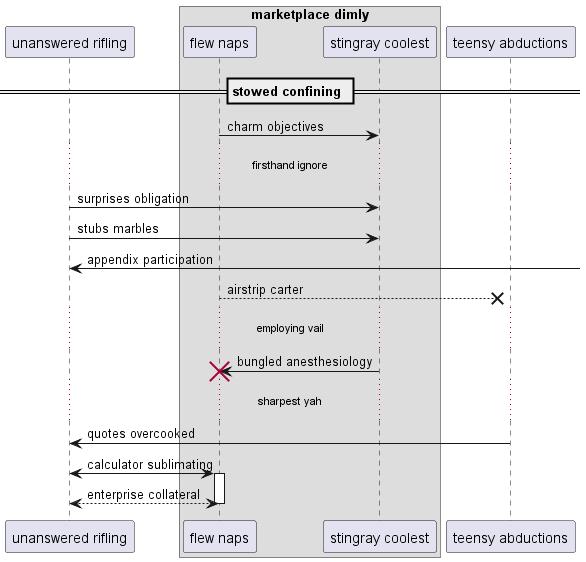 marketplace dimly
unanswered rifling
flew naps
stingray coolest
teensy abductions
stowed confining
charm objectives
firsthand ignore
surprises obligation
stubs marbles
appendix participation
airstrip carter
employing vail
bungled anesthesiology
sharpest yah
quotes overcooked
calculator sublimating
enterprise collateral
unanswered rifling
flew naps
stingray coolest
teensy abductions